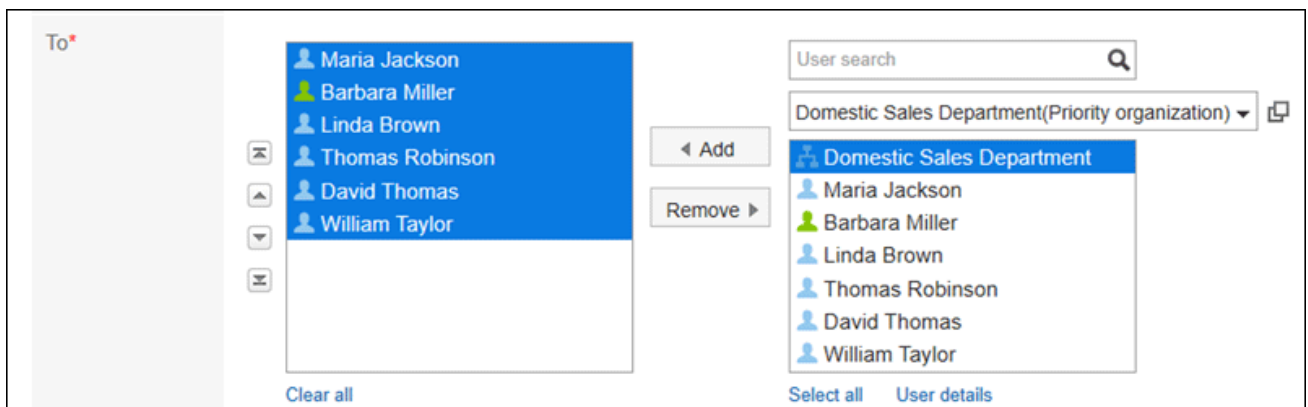 To*
Maria Jackson
Barbara Miller
Linda Brown
Thomas Robinson
David Thomas
William Taylor
Clear all
Add
Remove
User search
Domestic Sales Department(Priority organization)
Domestic Sales Department
Maria Jackson
Barbara Miller
Linda Brown
Thomas Robinson
David Thomas
William Taylor
Select all User details